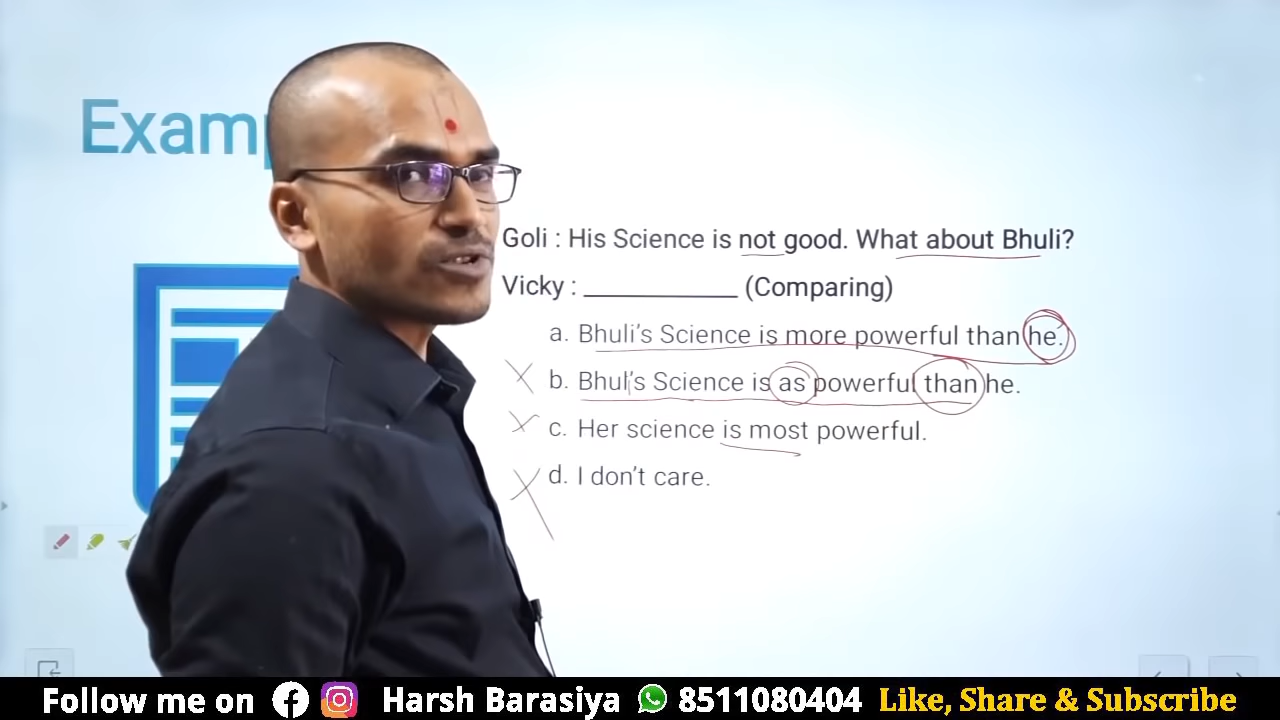 Exam
Goli : His Science is not good. What about Bhuli?
Vicky : ____________ (Comparing)
a. Bhuli's Science is more powerful than he.
b. Bhuli's Science is as powerful than he.
c. Her science is most powerful.
d. I don't care.
Follow me on Harsh Barasiya 8511080404 Like, Share & Subscribe